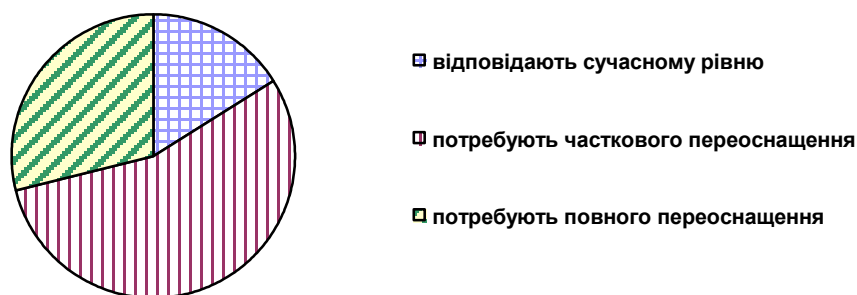 відповідають сучасному рівню
потребують часткового переоснащення
потребують повного переоснащення